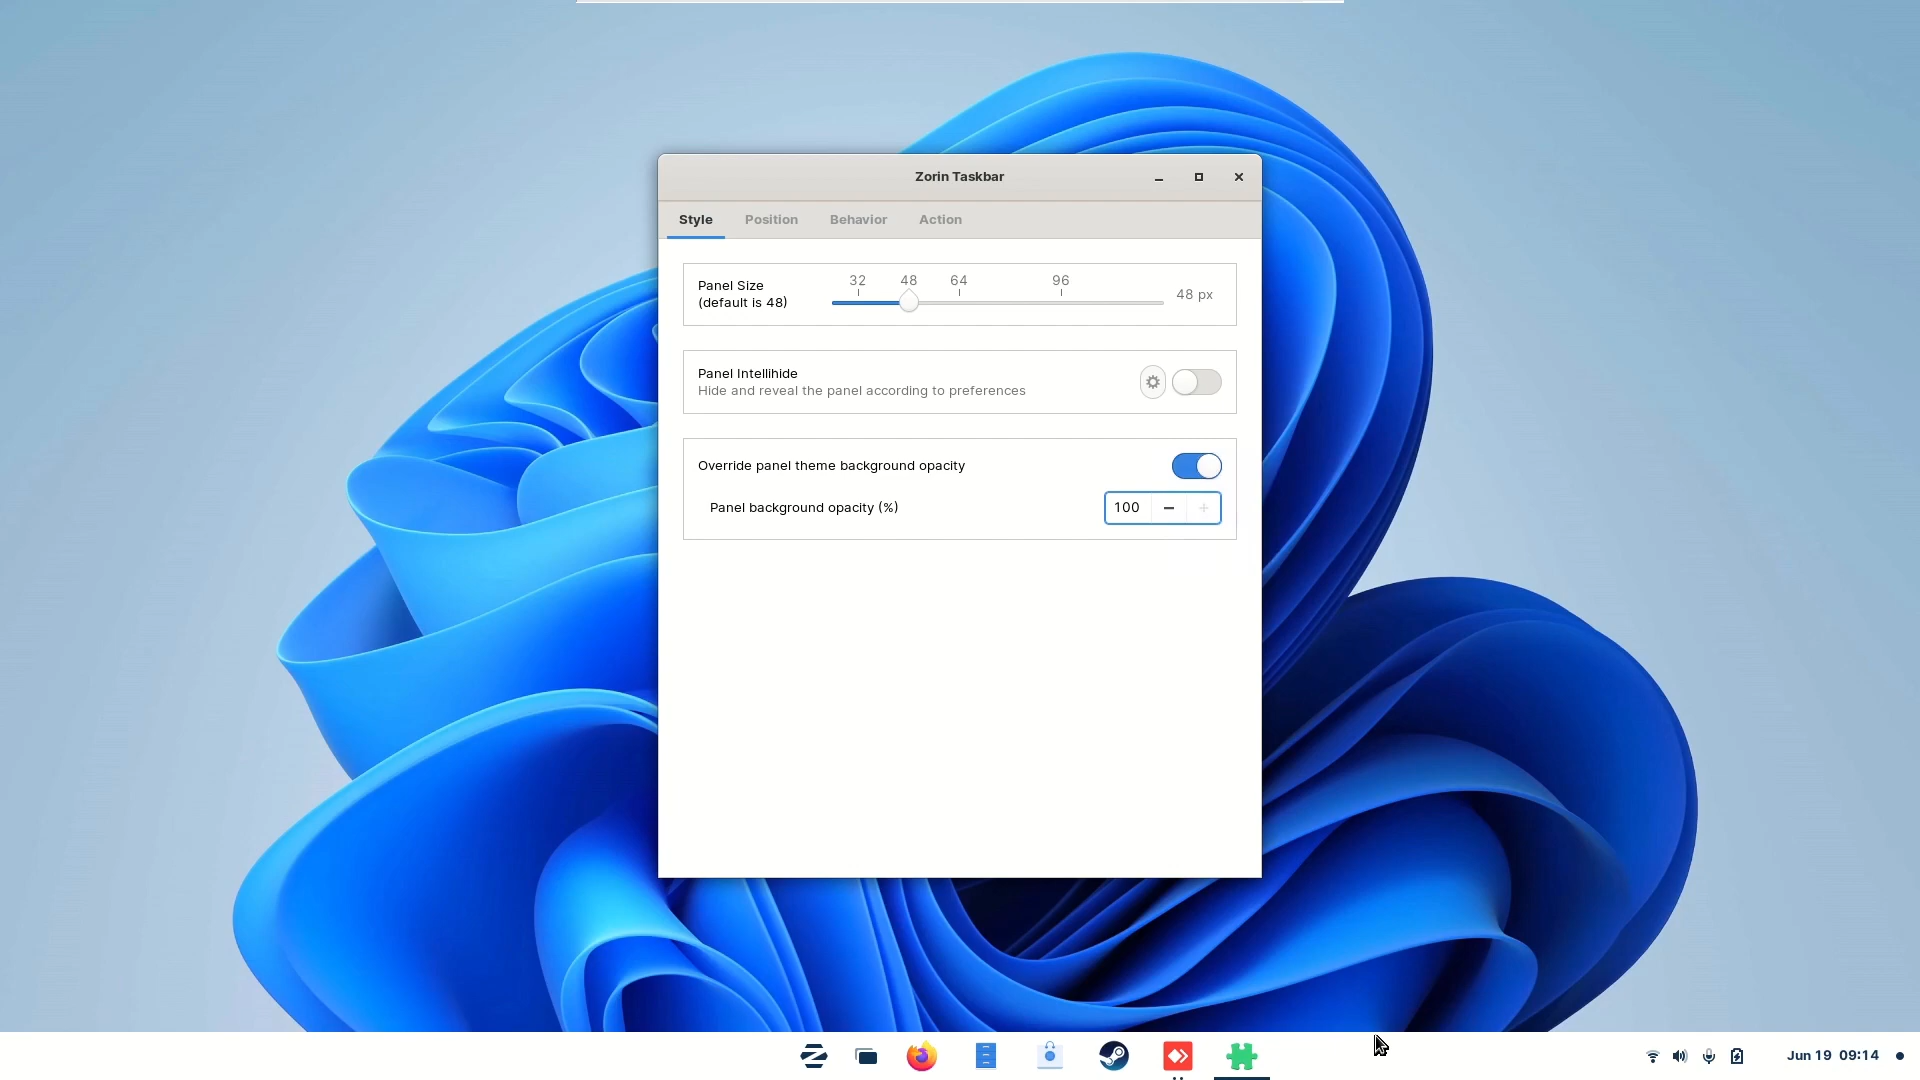 Zorin Taskbar
Style Position Behavior Action
32 48 64 96
Panel Size
(default is 48)
48 px
Panel Intellihide
Hide and reveal the panel according to preferences
Override panel theme background opacity
Panel background opacity (%) 100
Jun 19 09:14